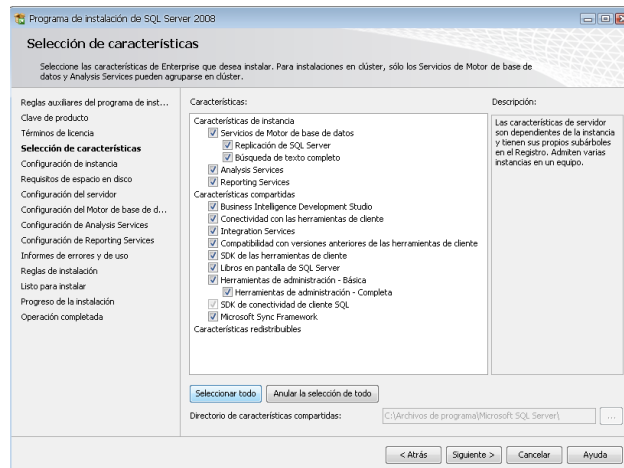 Programa de instalación de SQL Server 2008
Selección de características
Seleccione las características de Enterprise que desea instalar. Para instalaciones en clúster, sólo los Servicios de Motor de base de
datos y Analysis Services pueden agruparse en clúster.
Reglas auxiliares del programa de inst...
Clave de producto
Términos de licencia
Selección de características
Configuración de instancia
Requisitos de espacio en disco
Configuración del servidor
Configuración del Motor de base de d...
Configuración de Analysis Services
Configuración de Reporting Services
Informes de errores y de uso
Reglas de instalación
Listo para instalar
Progreso de la instalación
Operación completada
Características:
Características de instancia
Servicios de Motor de base de datos
Replicación de SQL Server
Búsqueda de texto completo
Analysis Services
Reporting Services
Características compartidas
Business Intelligence Development Studio
Conectividad con las herramientas de cliente
Integration Services
Compatibilidad con versiones anteriores de las herramientas de cliente
SDK de las herramientas de cliente
Libros en pantalla de SQL Server
Herramientas de administración - Básica
Herramientas de administración - Completa
SDK de conectividad de cliente SQL
Microsoft Sync Framework
Características redistribuibles
Descripción:
Las características de servidor
son dependientes de la instancia
y tienen sus propios subárboles
en el Registro. Admiten varias
instancias en un equipo.
Seleccionar todo
Anular la selección de todo
Directorio de características compartidas:
C:\Archivos de programa\Microsoft SQL Server\
...
< Atrás
Siguiente >
Cancelar
Ayuda